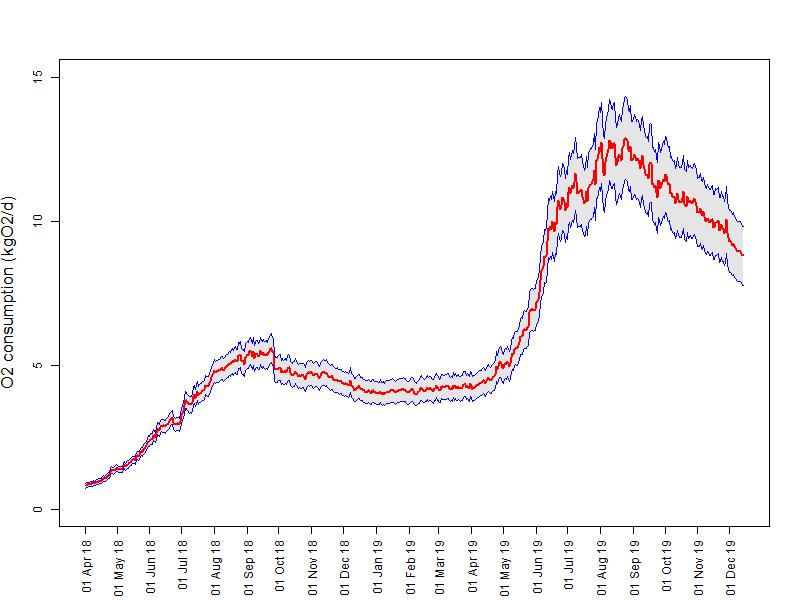 15
10
5
0
O2 consumption (kgO2/d)
01 Apr 18
01 May 18
01 Jun 18
01 Jul 18
01 Aug 18
01 Sep 18
01 Oct 18
01 Nov 18
01 Dec 18
01 Jan 19
01 Feb 19
01 Mar 19
01 Apr 19
01 May 19
01 Jun 19
01 Jul 19
01 Aug 19
01 Sep 19
01 Oct 19
01 Nov 19
01 Dec 19